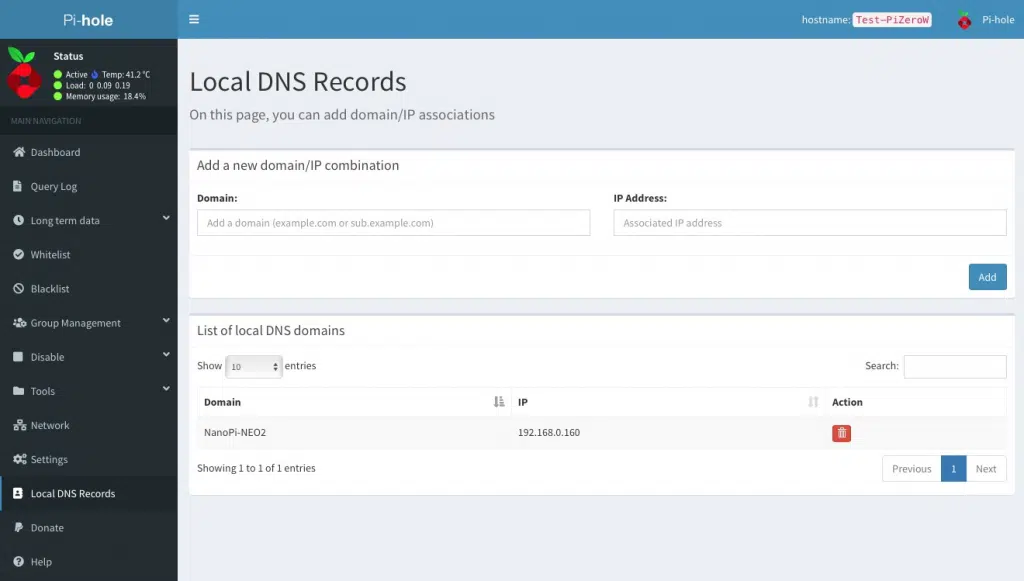 Pi-hole
hostname: Test-PiZeroW
Pi-hole
Status
Active Temp: 41.2 °C
Load: 0 0.09 0.19
Memory usage: 18.4%
MAIN NAVIGATION
Dashboard
Query Log
Long term data
Whitelist
Blacklist
Group Management
Disable
Tools
Network
Settings
Local DNS Records
Donate
Help
Local DNS Records
On this page, you can add domain/IP associations
Add a new domain/IP combination
Domain: IP Address:
Add a domain (example.com or sub.example.com) Associated IP address
Add
List of local DNS domains
Show 10 entries Search:
Domain IP Action
NanoPi-NEO2 192.168.0.160
Showing 1 to 1 of 1 entries Previous 1 Next